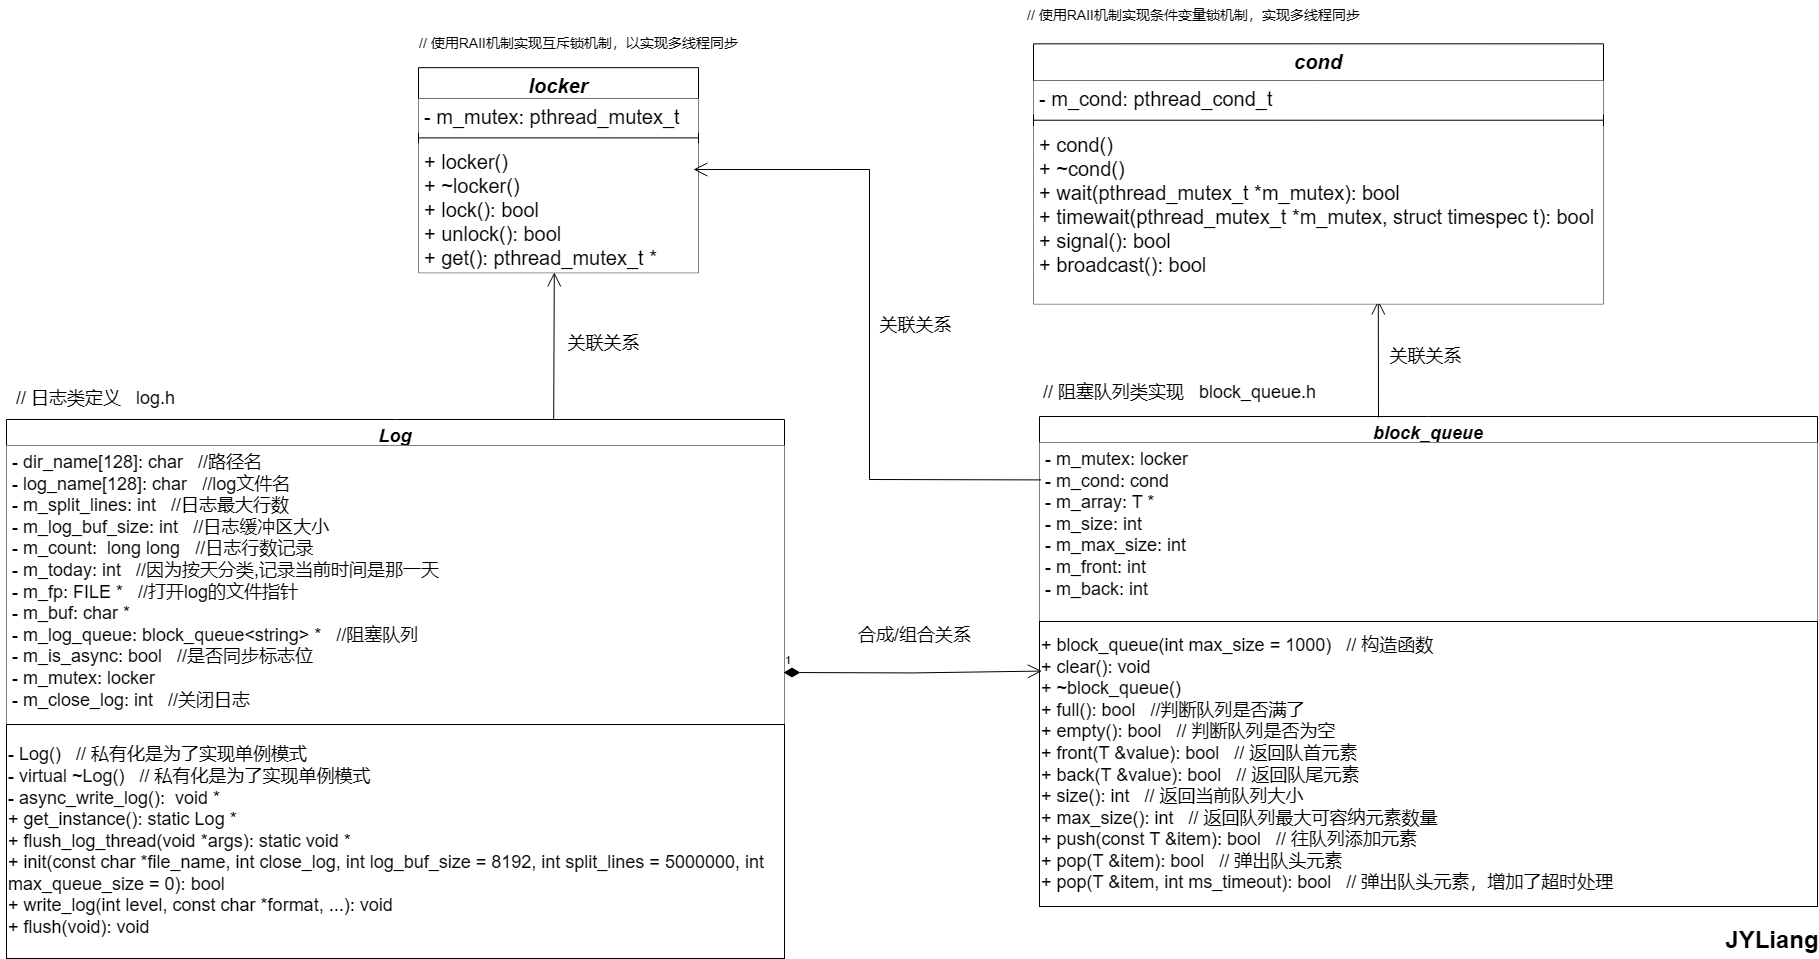 // 使用RAII机制实现互斥锁机制，以实现多线程同步
locker
- m_mutex: pthread_mutex_t
+ locker()
+ ~locker()
+ lock(): bool
+ unlock(): bool
+ get(): pthread_mutex_t *
// 使用RAII机制实现条件变量锁机制，实现多线程同步
cond
- m_cond: pthread_cond_t
+ cond()
+ ~cond()
+ wait(pthread_mutex_t *m_mutex): bool
+ timewait(pthread_mutex_t *m_mutex, struct timespec t): bool
+ signal(): bool
+ broadcast(): bool
关联关系
关联关系
关联关系
// 日志类定义   log.h
Log
- dir_name[128]: char   //路径名
- log_name[128]: char   //log文件名
- m_split_lines: int   //日志最大行数
- m_log_buf_size: int   //日志缓冲区大小
- m_count:  long long   //日志行数记录
- m_today: int   //因为按天分类,记录当前时间是那一天
- m_fp: FILE *   //打开log的文件指针
- m_buf: char *
- m_log_queue: block_queue<string> *   //阻塞队列
- m_is_async: bool   //是否同步标志位
- m_mutex: locker
- m_close_log: int   //关闭日志
- Log()   // 私有化是为了实现单例模式
- virtual ~Log()   // 私有化是为了实现单例模式
- async_write_log():  void *
+ get_instance(): static Log *
+ flush_log_thread(void *args): static void *
+ init(const char *file_name, int close_log, int log_buf_size = 8192, int split_lines = 5000000, int
max_queue_size = 0): bool
+ write_log(int level, const char *format, ...): void
+ flush(void): void
合成/组合关系
1
// 阻塞队列类实现   block_queue.h
block_queue
- m_mutex: locker
- m_cond: cond
- m_array: T *
- m_size: int
- m_max_size: int
- m_front: int
- m_back: int
+ block_queue(int max_size = 1000)   // 构造函数
+ clear(): void
+ ~block_queue()
+ full(): bool   //判断队列是否满了
+ empty(): bool   // 判断队列是否为空
+ front(T &value): bool   // 返回队首元素
+ back(T &value): bool   // 返回队尾元素
+ size(): int   // 返回当前队列大小
+ max_size(): int   // 返回队列最大可容纳元素数量
+ push(const T &item): bool   // 往队列添加元素
+ pop(T &item): bool   // 弹出队头元素
+ pop(T &item, int ms_timeout): bool   // 弹出队头元素，增加了超时处理
JYLiang